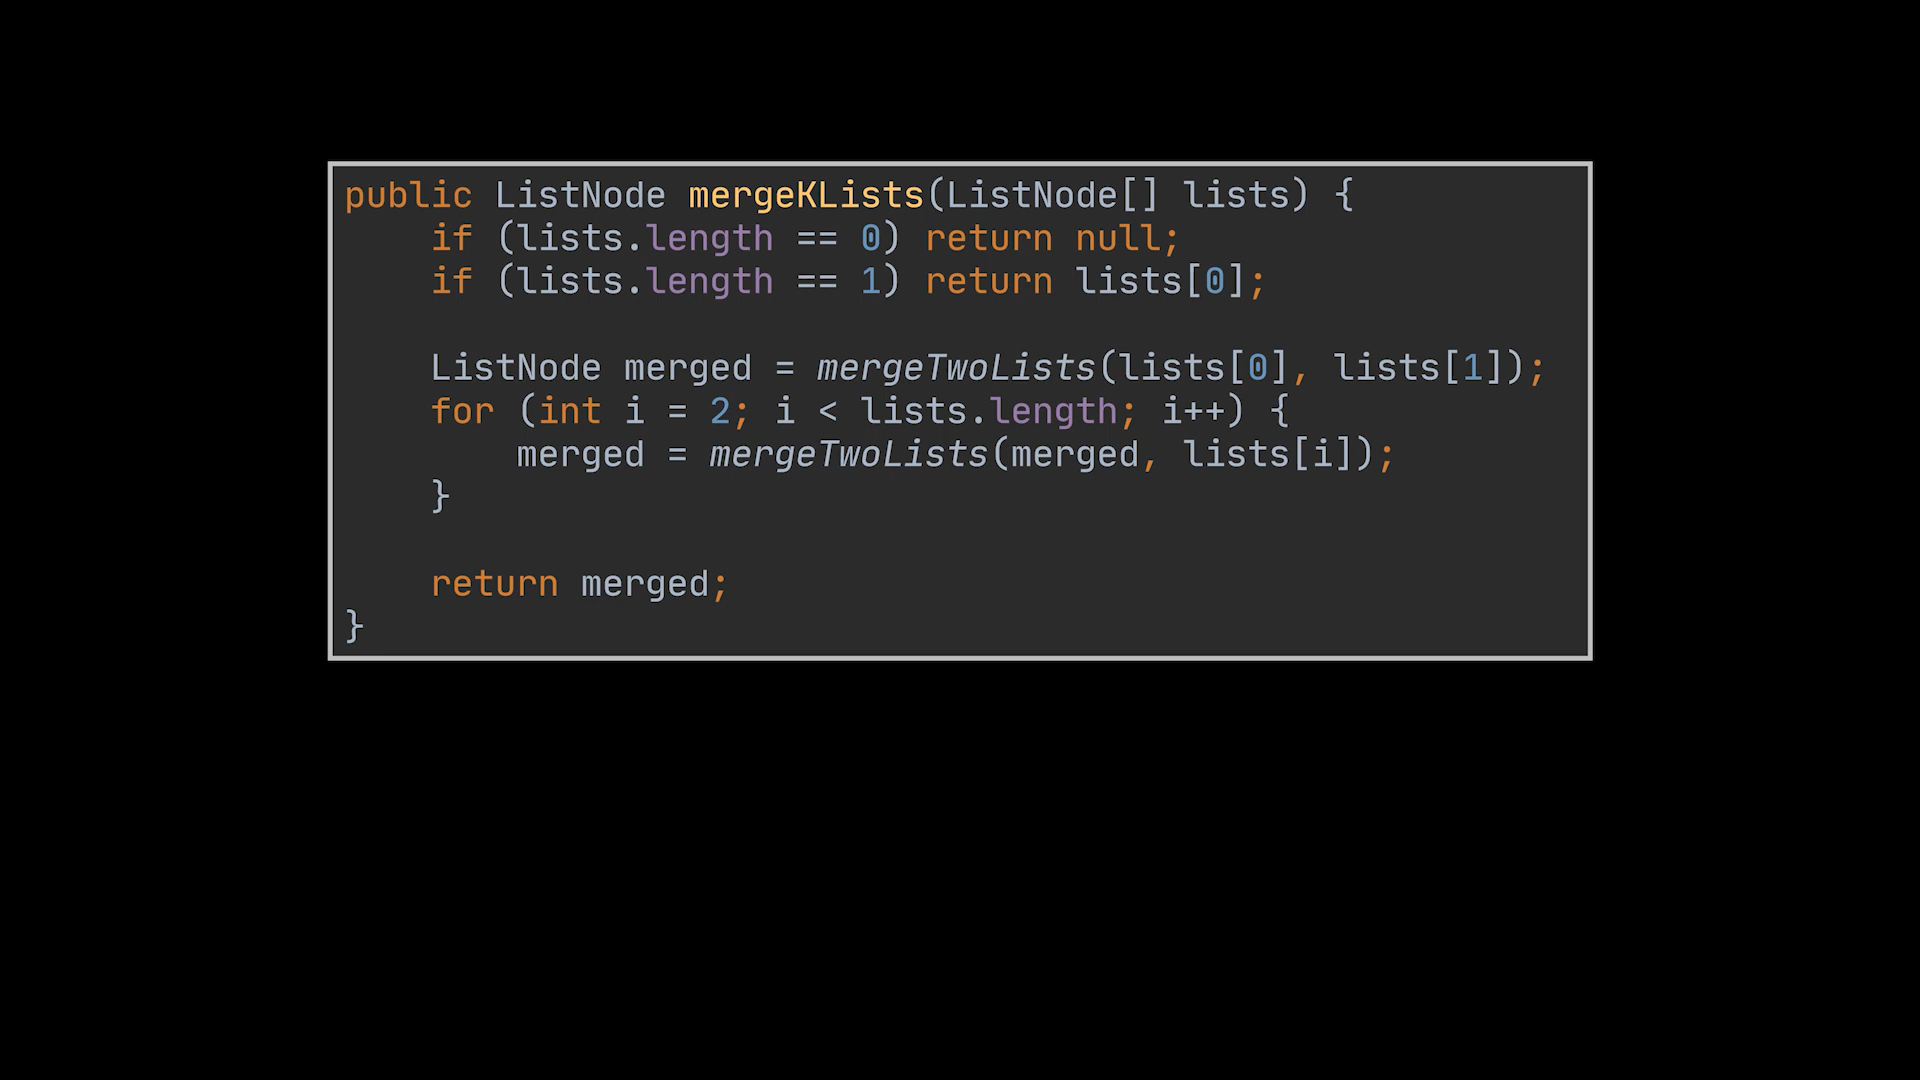 public ListNode mergeKLists(ListNode[] lists) {
    if (lists.length == 0) return null;
    if (lists.length == 1) return lists[0];
    ListNode merged = mergeTwoLists(lists[0], lists[1]);
    for (int i = 2; i < lists.length; i++) {
        merged = mergeTwoLists(merged, lists[i]);
    }
    return merged;
}